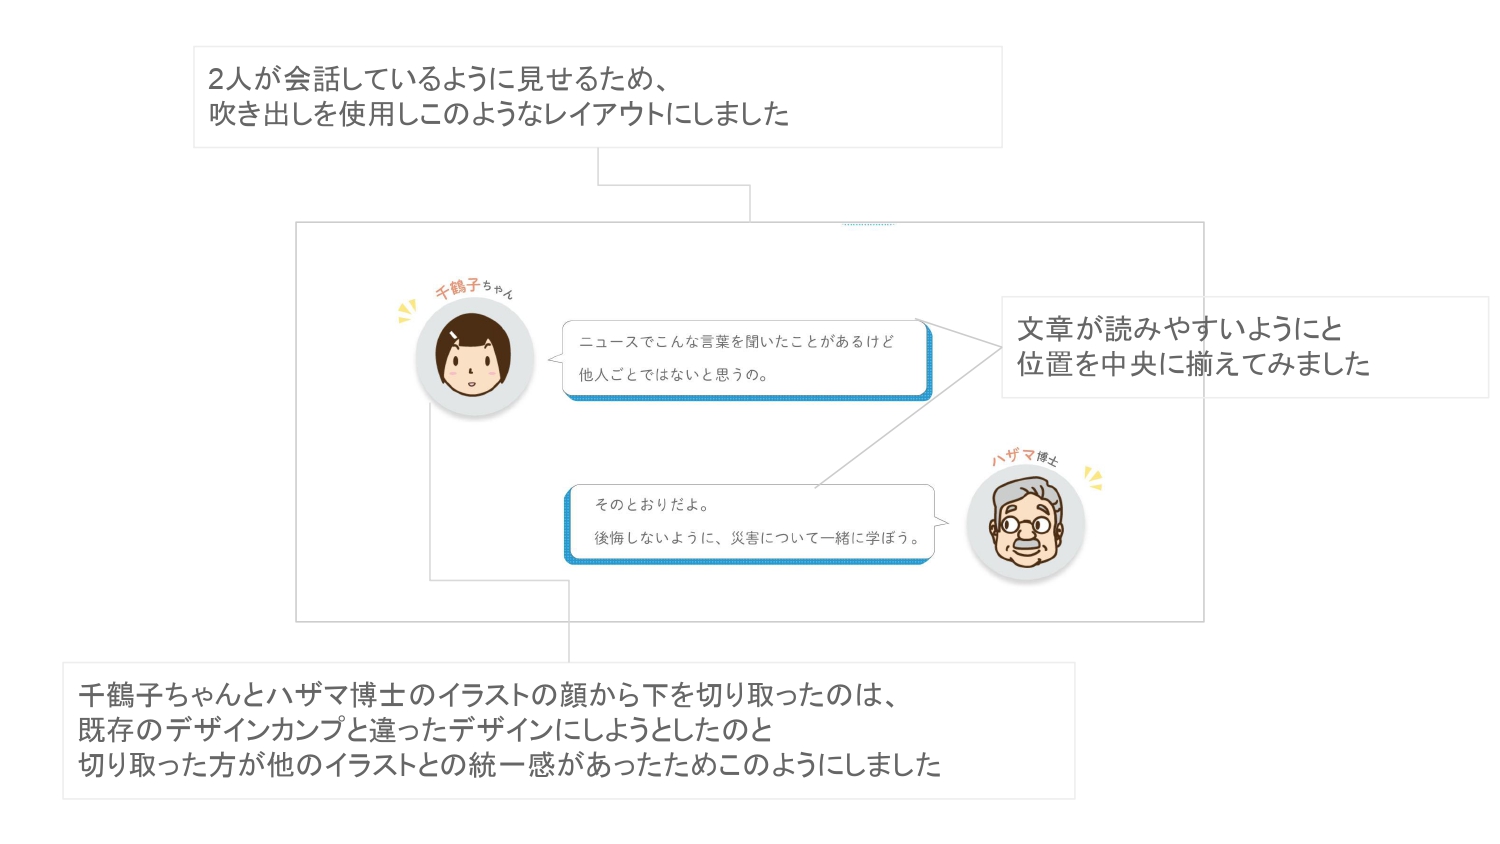 2人が会話しているように見せるため、
吹き出しを使用しこのようなレイアウトにしました
千鶴子ちゃん
ニュースでこんな言葉を聞いたことがあるけど
他人ごとではないと思うの。
文章が読みやすいようにと
位置を中央に揃えてみました
ハザマ博士
そのとおりだよ。
後悔しないように、災害について一緒に学ぼう。
千鶴子ちゃんとハザマ博士のイラストの顔から下を切り取ったのは、
既存のデザインカンプと違ったデザインにしようとしたのと
切り取った方が他のイラストとの統一感があったためこのようにしました